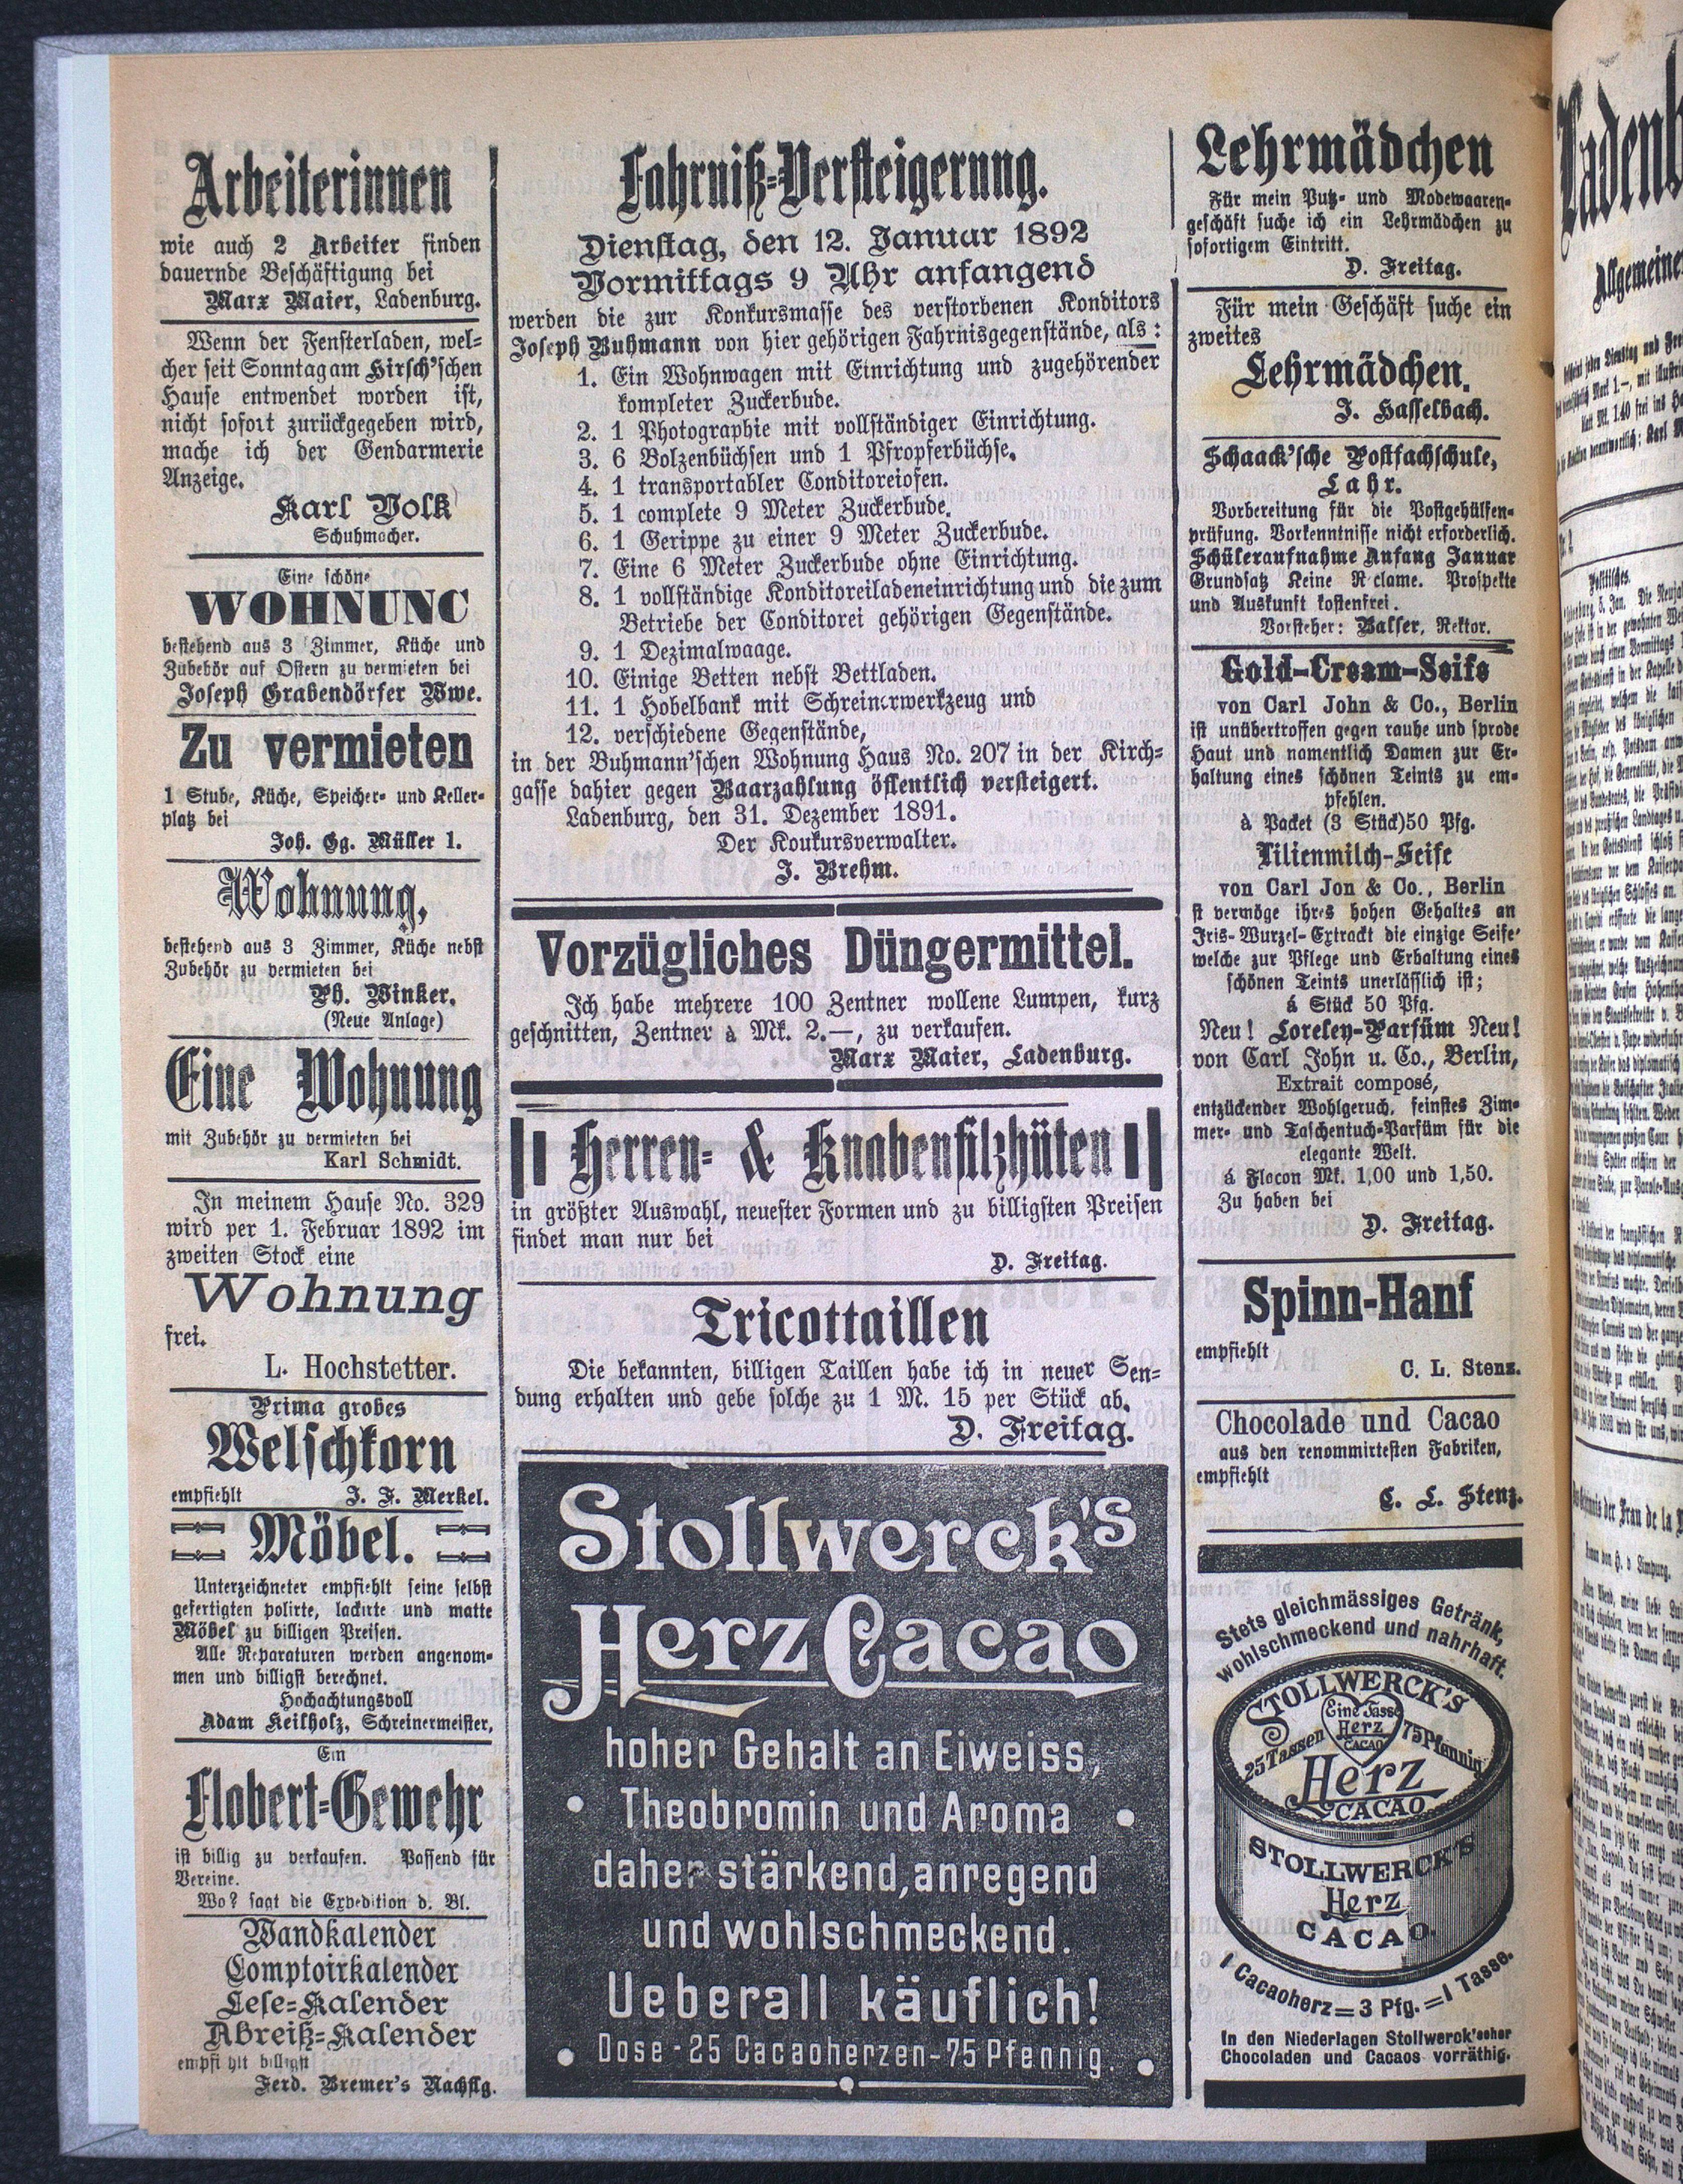 Arbeiterinnen
wie auch 2 Arbeiter finden
dauernde Beschäftigung bei
Marx Maier, Ladenburg.
Wenn der Fensterladen, wel-
cher seit Sonntag am Hirsch'schen
Hause entwendet worden ist,
nicht sofort zurückgegeben wird,
mache ich der Gendarmerie
Anzeige.
Karl Volk
Schuhmacher.
Eine schöne
WOHNUNG
bestehend aus 3 Zimmer, Küche und
Zubehör auf Ostern zu vermieten bei
Joseph Grabendörfer Wwe.
Zu vermieten
1 Stube, Küche, Speicher- und Keller-
platz bei
Joh. Gg. Müller 1.
Wohnung,
bestehend aus 3 Zimmer, Küche nebst
Zubehör zu vermieten bei
Ph. Winker.
(Neue Anlage)
Eine Wohnung
mit Zubehör zu vermieten bei
Karl Schmidt.
In meinem Hause No. 329
wird per 1. Februar 1892 im
zweiten Stock eine
Wohnung
frei.
L. Hochstetter.
Prima grobes
Welschkorn
empfiehlt J. F. Merkel.
Möbel.
Unterzeichneter empfiehlt seine selbst
gefertigten polirte, lackirte und matte
Möbel zu billigen Preisen.
Alle Reparaturen werden angenom-
men und billigst berechnet.
Hochachtungsvoll
Adam Keilholz, Schreinermeister,
Ein
Flobert-Gewehr
ist billig zu verkaufen. Passend für
Vereine.
Wo? sagt die Expedition d. Bl.
Wandkalender
Comptoirkalender
Lese-Kalender
Abreiß-Kalender
empfi hlt billigst
Ferd. Bremer's Nachflg.
Fahrniß-Versteigerung.
Dienstag, den 12. Januar 1892
Vormittags 9 Uhr anfangend
werden die zur Konkursmasse des verstorbenen Konditors
Joseph Buhmann von hier gehörigen Fahrnisgegenstände, als:
1. Ein Wohnwagen mit Einrichtung und zugehörender
kompleter Zuckerbude.
2. 1 Photographie mit vollständiger Einrichtung.
3. 6 Bolzenbüchsen und 1 Pfropferbüchse.
4. 1 transportabler Conditoreiofen.
5. 1 complete 9 Meter Zuckerbude.
6. 1 Gerippe zu einer 9 Meter Zuckerbude.
7. Eine 6 Meter Zuckerbude ohne Einrichtung.
8. 1 vollständige Konditoreiladeneinrichtung und die zum
Betriebe der Conditorei gehörigen Gegenstände.
9. 1 Dezimalwaage.
10. Einige Betten nebst Bettladen.
11. 1 Hobelbank mit Schreinerwerkzeug und
12. verschiedene Gegenstände,
in der Buhmann'schen Wohnung Haus No. 207 in der Kirch-
gasse dahier gegen Baarzahlung öffentlich versteigert.
Ladenburg, den 31. Dezember 1891.
Der Koukursverwalter.
J. Brehm.
Vorzügliches Düngermittel.
Ich habe mehrere 100 Zentner wollene Lumpen, kurz
geschnitten, Zentner à Mk. 2.—, zu verkaufen.
Marx Maier, Ladenburg.
Herren- & Knabenfilzhüten
in größter Auswahl, neuester Formen und zu billigsten Preisen
findet man nur bei
D. Freitag.
Tricottaillen
Die bekannten, billigen Taillen habe ich in neuer Sen-
dung erhalten und gebe solche zu 1 M. 15 per Stück ab.
D. Freitag.
Stollwerck's
Herz Cacao
hoher Gehalt an Eiweiss,
Theobromin und Aroma
daher stärkend, anregend
und wohlschmeckend.
Ueberall käuflich!
Dose - 25 Cacaoherzen - 75 Pfennig.
Lehrmädchen
Für mein Putz- und Modewaaren-
geschäft suche ich ein Lehrmädchen zu
sofortigem Eintritt.
D. Freitag.
Für mein Geschäft suche ein
zweites
Lehrmädchen.
J. Hasselbach.
Schaack'sche Postfachschule,
Lahr.
Vorbereitung für die Postgehülfen-
prüfung. Vorkenntnisse nicht erforderlich.
Schüleraufnahme Anfang Januar
Grundsatz keine R clame. Prospekte
und Auskunft kostenfrei.
Vorsteher: Balser, Rektor.
Gold-Cream-Seife
von Carl John & Co., Berlin
ist unübertroffen gegen rauhe und spröde
Haut und namentlich Damen zur Er-
haltung eines schönen Teints zu em-
pfehlen.
à Packet (3 Stück) 50 Pfg.
Lilienmilch-Seife
von Carl Jon & Co., Berlin
st vermöge ihres hohen Gehaltes an
Iris-Wurzel-Extrackt die einzige Seife'
welche zur Pflege und Erhaltung eines
schönen Teints unerläßlich ist;
á Stück 50 Pfg.
Neu! Loreley-Parfüm Neu!
von Carl John u. Co., Berlin,
Extrait composé,
entzückender Wohlgeruch, feinstes Zim-
mer- und Taschentuch-Parfüm für die
elegante Welt.
á Flacon Mk. 1,00 und 1,50.
Zu haben bei
D. Freitag.
Spinn-Hanf
empfiehlt
C. L. Stenz.
Chocolade und Cacao
aus den renommirtesten Fabriken,
empfiehlt
C. L. Stenz.
Stets gleichmässiges Getränk,
wohlschmeckend und nahrhaft.
STOLLWERCK'S
Eine Tasse
Herz
CACAO
25 Tassen 75 Pfennig
Herz
CACAO
STOLLWERCK'S
Herz
CACAO.
1 Cacaoherz = 3 Pfg. = 1 Tasse.
In den Niederlagen Stollwerck'scher
Chocoladen und Cacaos vorräthig.